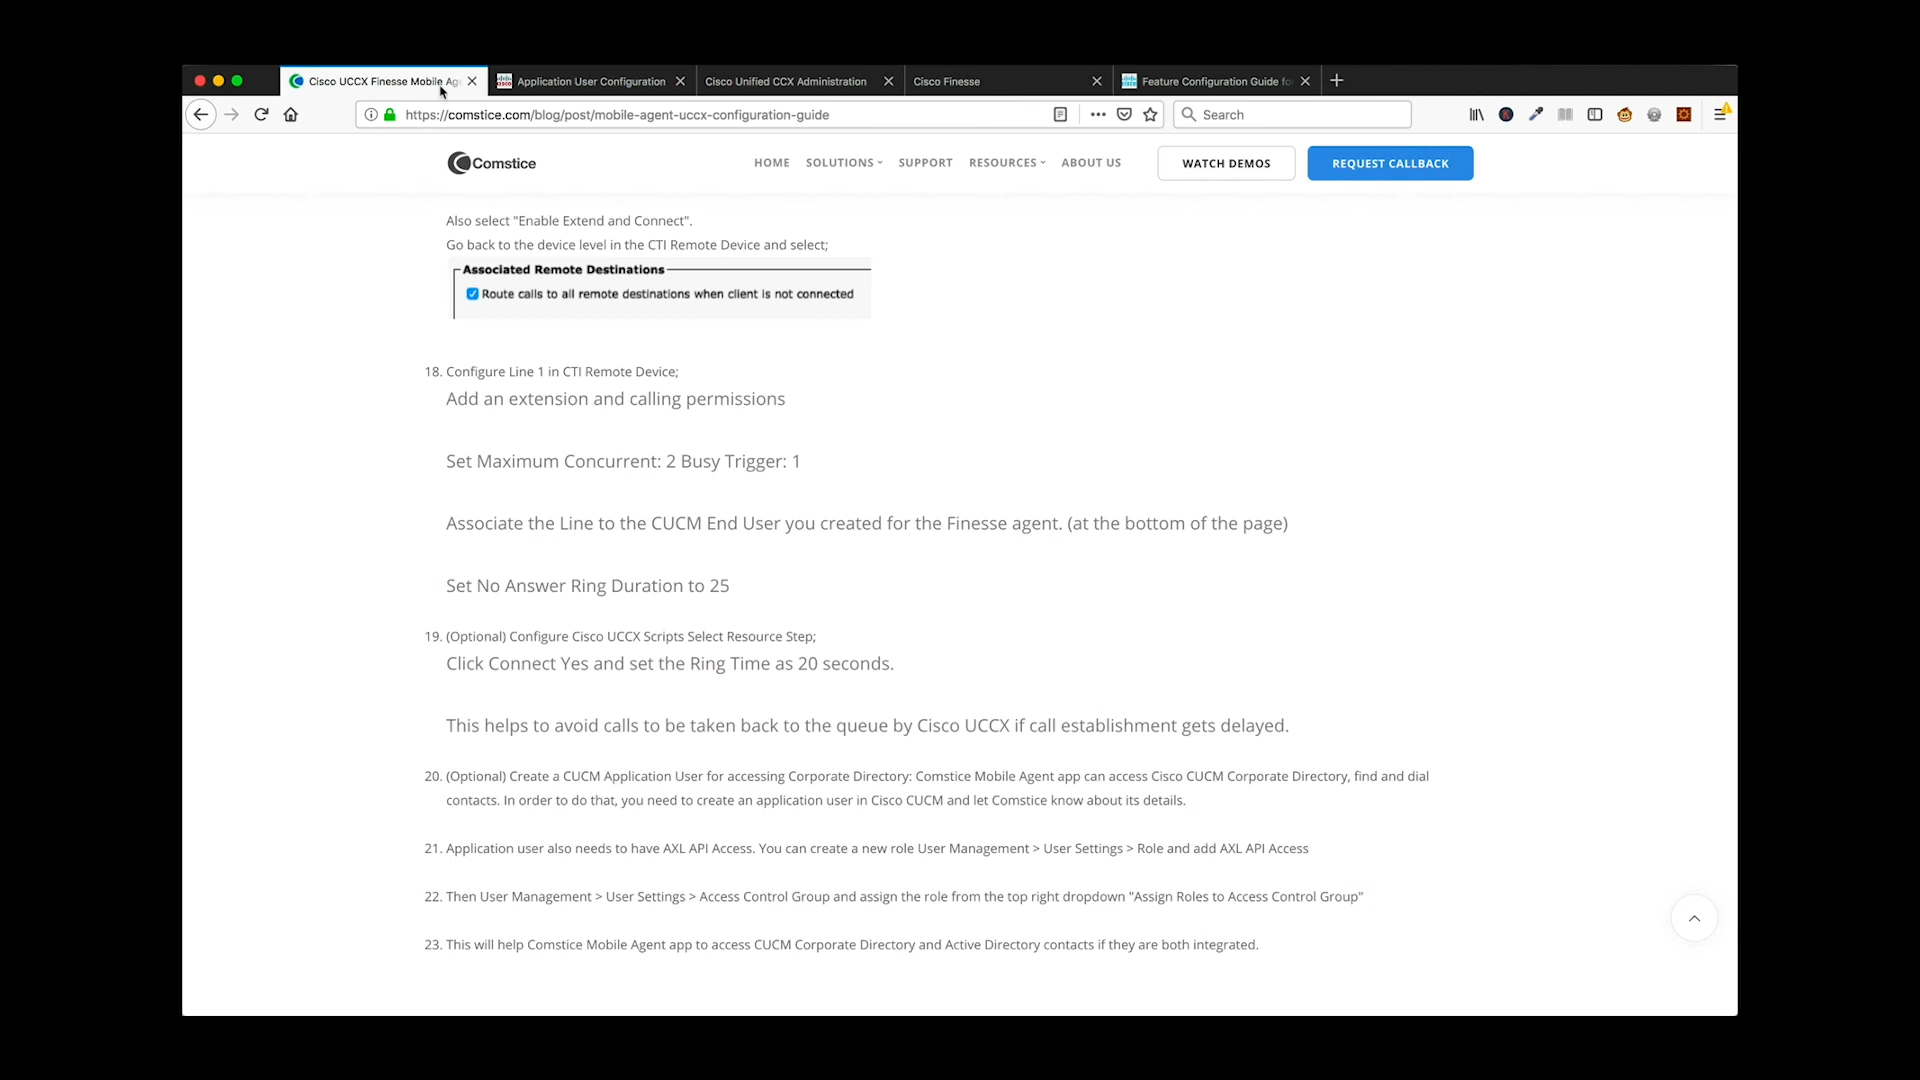 Cisco UCCX Finesse Mobile Age
Application User Configuration
Cisco Unified CCX Administration
Cisco Finesse
Feature Configuration Guide fo
https://comstice.com/blog/post/mobile-agent-uccx-configuration-guide
Search
Comstice
HOME
SOLUTIONS
SUPPORT
RESOURCES
ABOUT US
WATCH DEMOS
REQUEST CALLBACK
Also select "Enable Extend and Connect".
Go back to the device level in the CTI Remote Device and select;
Associated Remote Destinations
Route calls to all remote destinations when client is not connected
18. Configure Line 1 in CTI Remote Device;
Add an extension and calling permissions
Set Maximum Concurrent: 2 Busy Trigger: 1
Associate the Line to the CUCM End User you created for the Finesse agent. (at the bottom of the page)
Set No Answer Ring Duration to 25
19. (Optional) Configure Cisco UCCX Scripts Select Resource Step;
Click Connect Yes and set the Ring Time as 20 seconds.
This helps to avoid calls to be taken back to the queue by Cisco UCCX if call establishment gets delayed.
20. (Optional) Create a CUCM Application User for accessing Corporate Directory: Comstice Mobile Agent app can access Cisco CUCM Corporate Directory, find and dial
contacts. In order to do that, you need to create an application user in Cisco CUCM and let Comstice know about its details.
21. Application user also needs to have AXL API Access. You can create a new role User Management > User Settings > Role and add AXL API Access
22. Then User Management > User Settings > Access Control Group and assign the role from the top right dropdown "Assign Roles to Access Control Group"
23. This will help Comstice Mobile Agent app to access CUCM Corporate Directory and Active Directory contacts if they are both integrated.